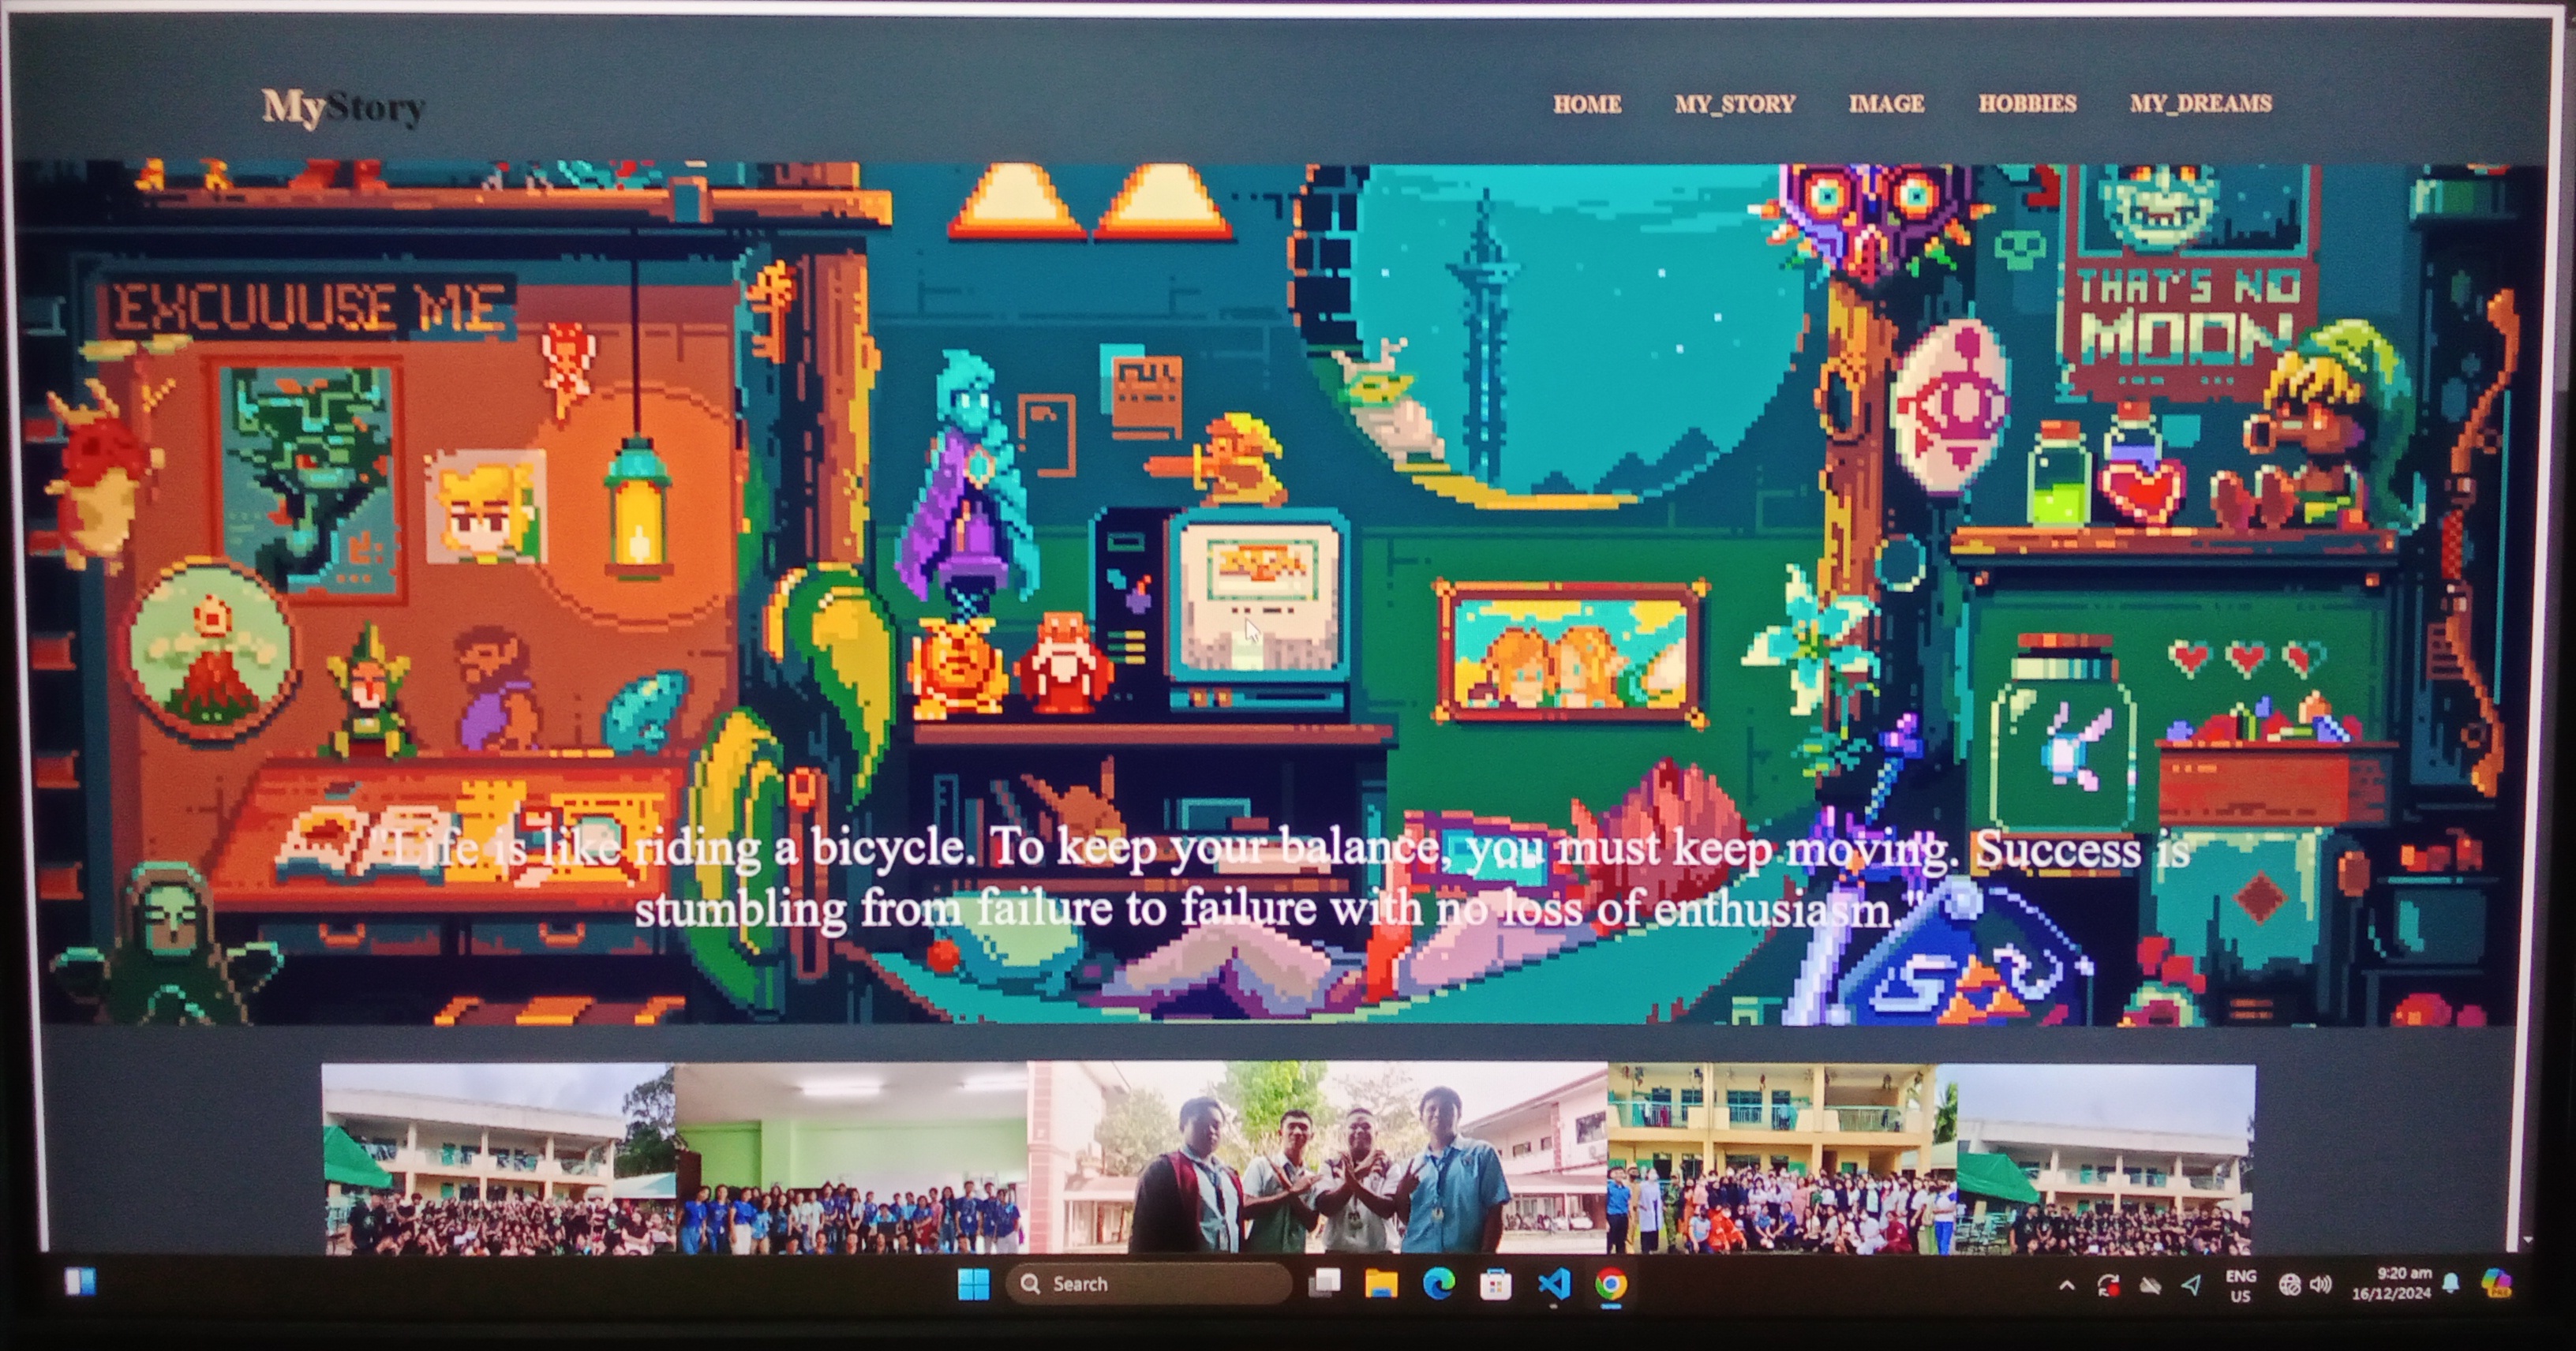 MyStory
HOME MY_STORY IMAGE HOBBIES MY_DREAMS
EXCUUUSE ME
THAT'S NO
MOON
"Life is like riding a bicycle. To keep your balance, you must keep moving. Success is
stumbling from failure to failure with no loss of enthusiasm."
Search
ENG
US
9:20 am
16/12/2024